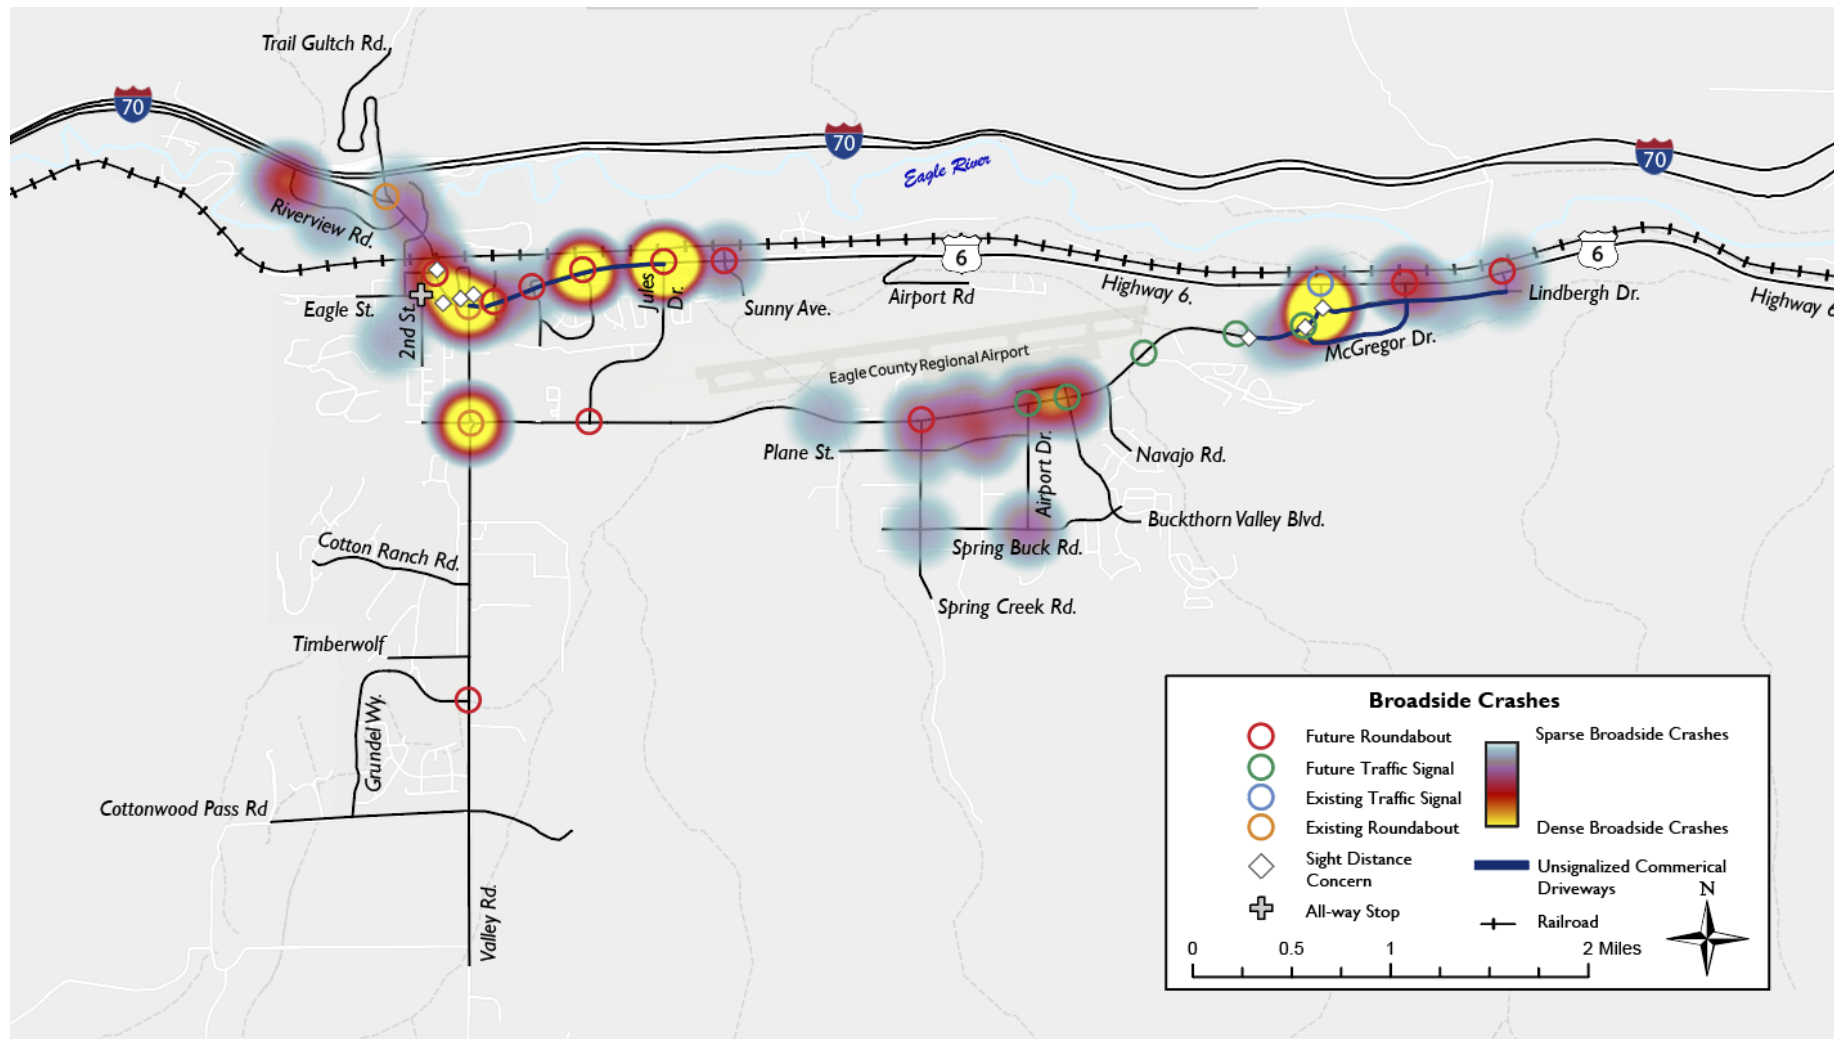 Trail Gultch Rd.
70
70
70
Eagle River
Riverview Rd.
6
6
Eagle St.
2nd St.
Jules
Dr.
Sunny Ave.
Airport Rd
Highway 6.
Lindbergh Dr.
Highway 6
McGregor Dr.
Eagle County Regional Airport
Plane St.
Airport Dr.
Navajo Rd.
Buckthorn Valley Blvd.
Spring Buck Rd.
Spring Creek Rd.
Cotton Ranch Rd.
Timberwolf
Grundel Wy.
Cottonwood Pass Rd
Valley Rd.
Broadside Crashes
Future Roundabout
Future Traffic Signal
Existing Traffic Signal
Existing Roundabout
Sight Distance
Concern
All-way Stop
Sparse Broadside Crashes
Dense Broadside Crashes
Unsignalized Commerical
Driveways
Railroad
N
0 0.5 1 2 Miles